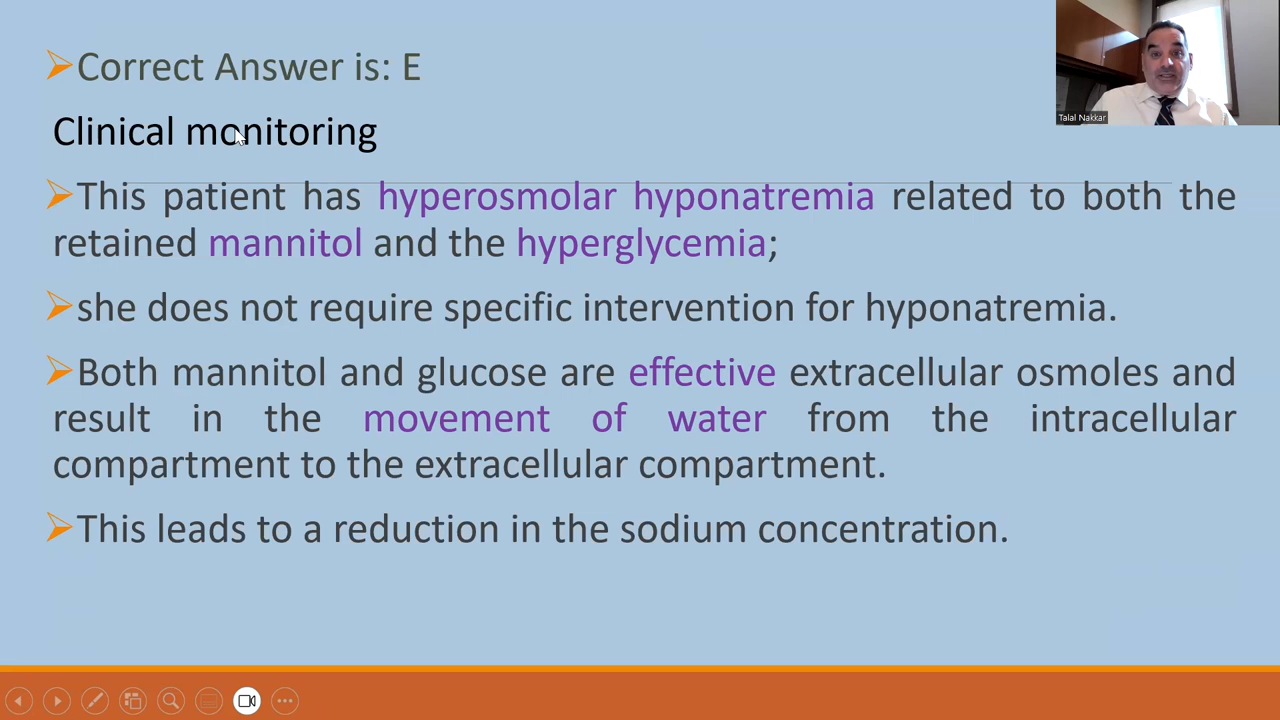 Correct Answer is: E
Clinical monitoring
This patient has hyperosmolar hyponatremia related to both the
retained mannitol and the hyperglycemia;
she does not require specific intervention for hyponatremia.
Both mannitol and glucose are effective extracellular osmoles and
result in the movement of water from the intracellular
compartment to the extracellular compartment.
This leads to a reduction in the sodium concentration.
Talal Nakkar